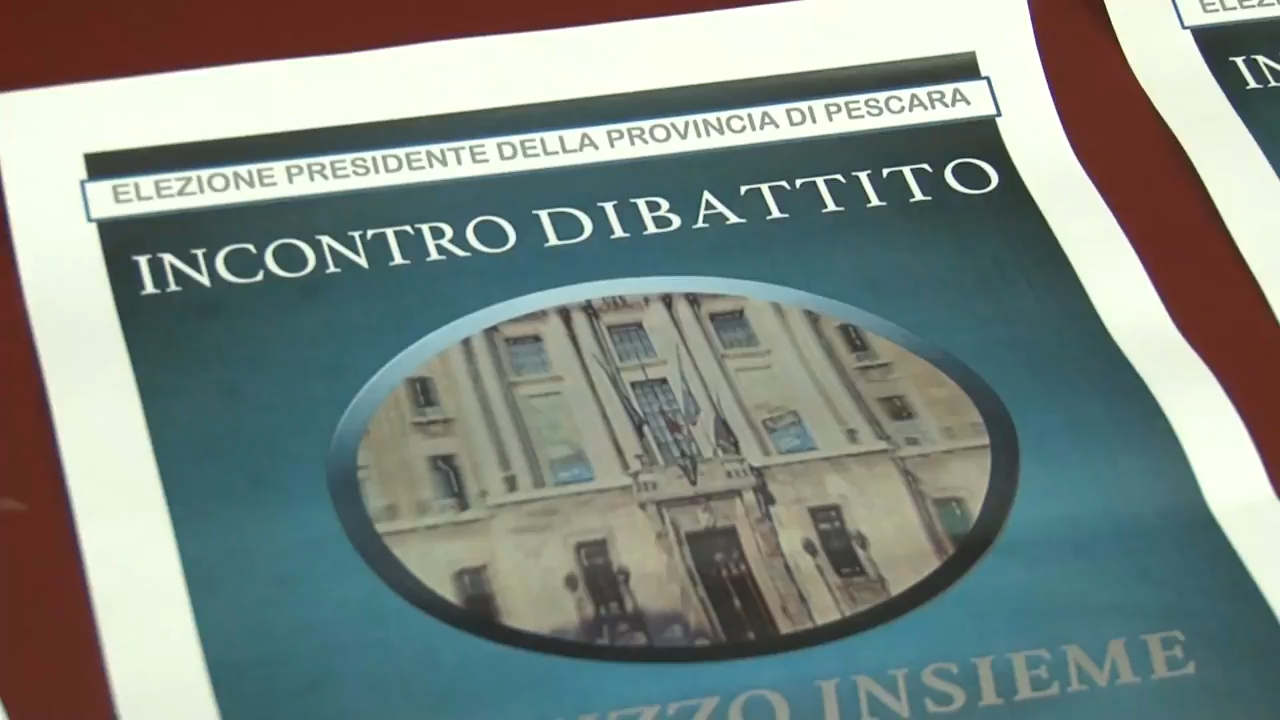 ELEZIONE PRESIDENTE DELLA PROVINCIA DI PESCARA
INCONTRO DIBATTITO
INSIEME